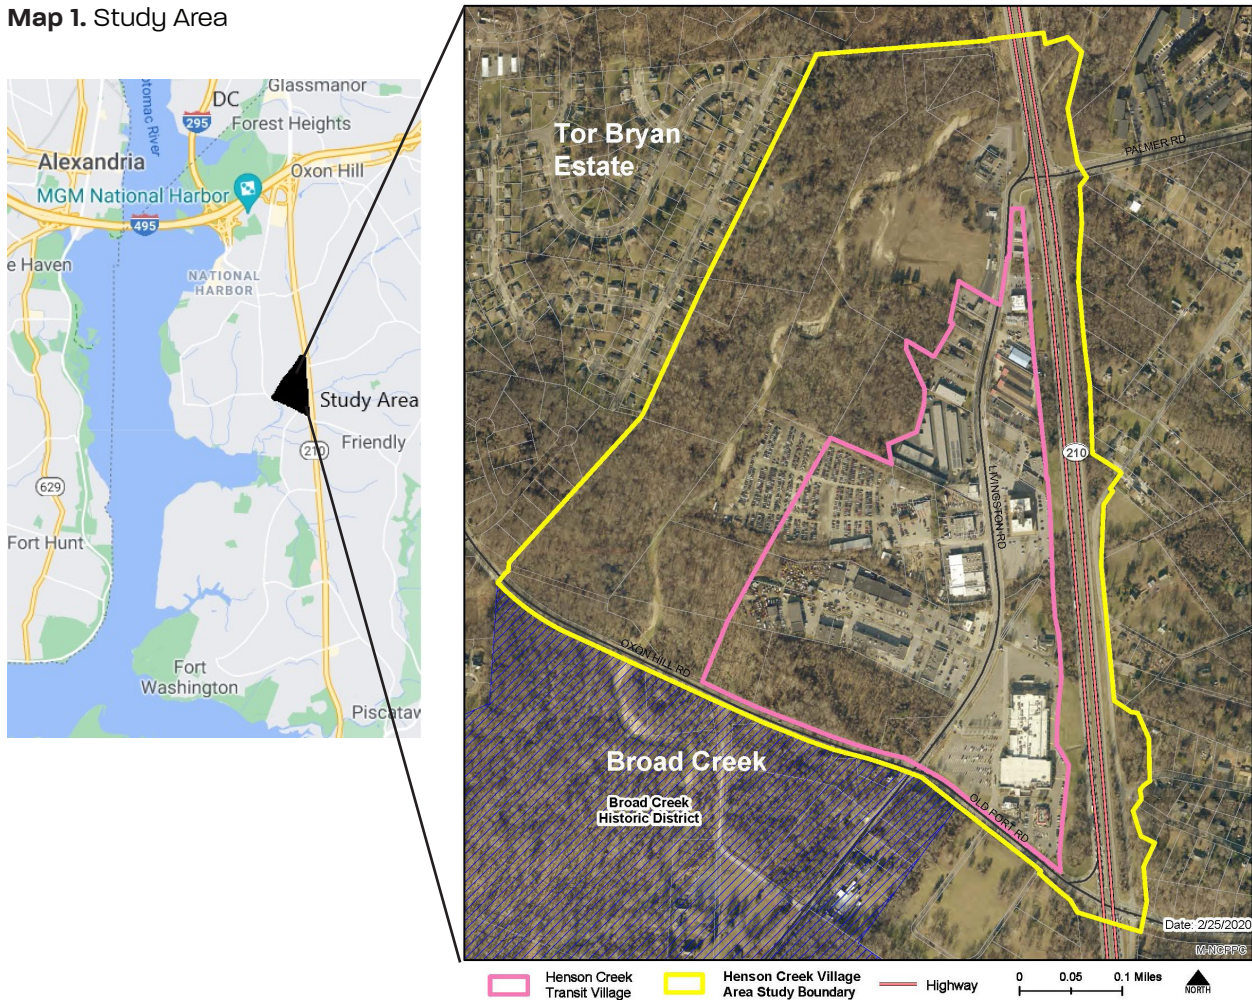 Map 1. Study Area
Glassmanor
DC
295
Forest Heights
Potomac River
Alexandria
Oxon Hill
MGM National Harbor
495
e Haven
NATIONAL
HARBOR
Study Area
Friendly
210
629
Fort Hunt
Fort
Washington
Piscataw
Tor Bryan
Estate
PALMER RD
210
LIVINGSTON RD
OXON HILL RD
Broad Creek
Broad Creek
Historic District
OLD FORT RD
Date: 2/25/2020
M-NCPPC
Henson Creek
Transit Village
Henson Creek Village
Area Study Boundary
Highway
0 0.05 0.1 Miles
NORTH